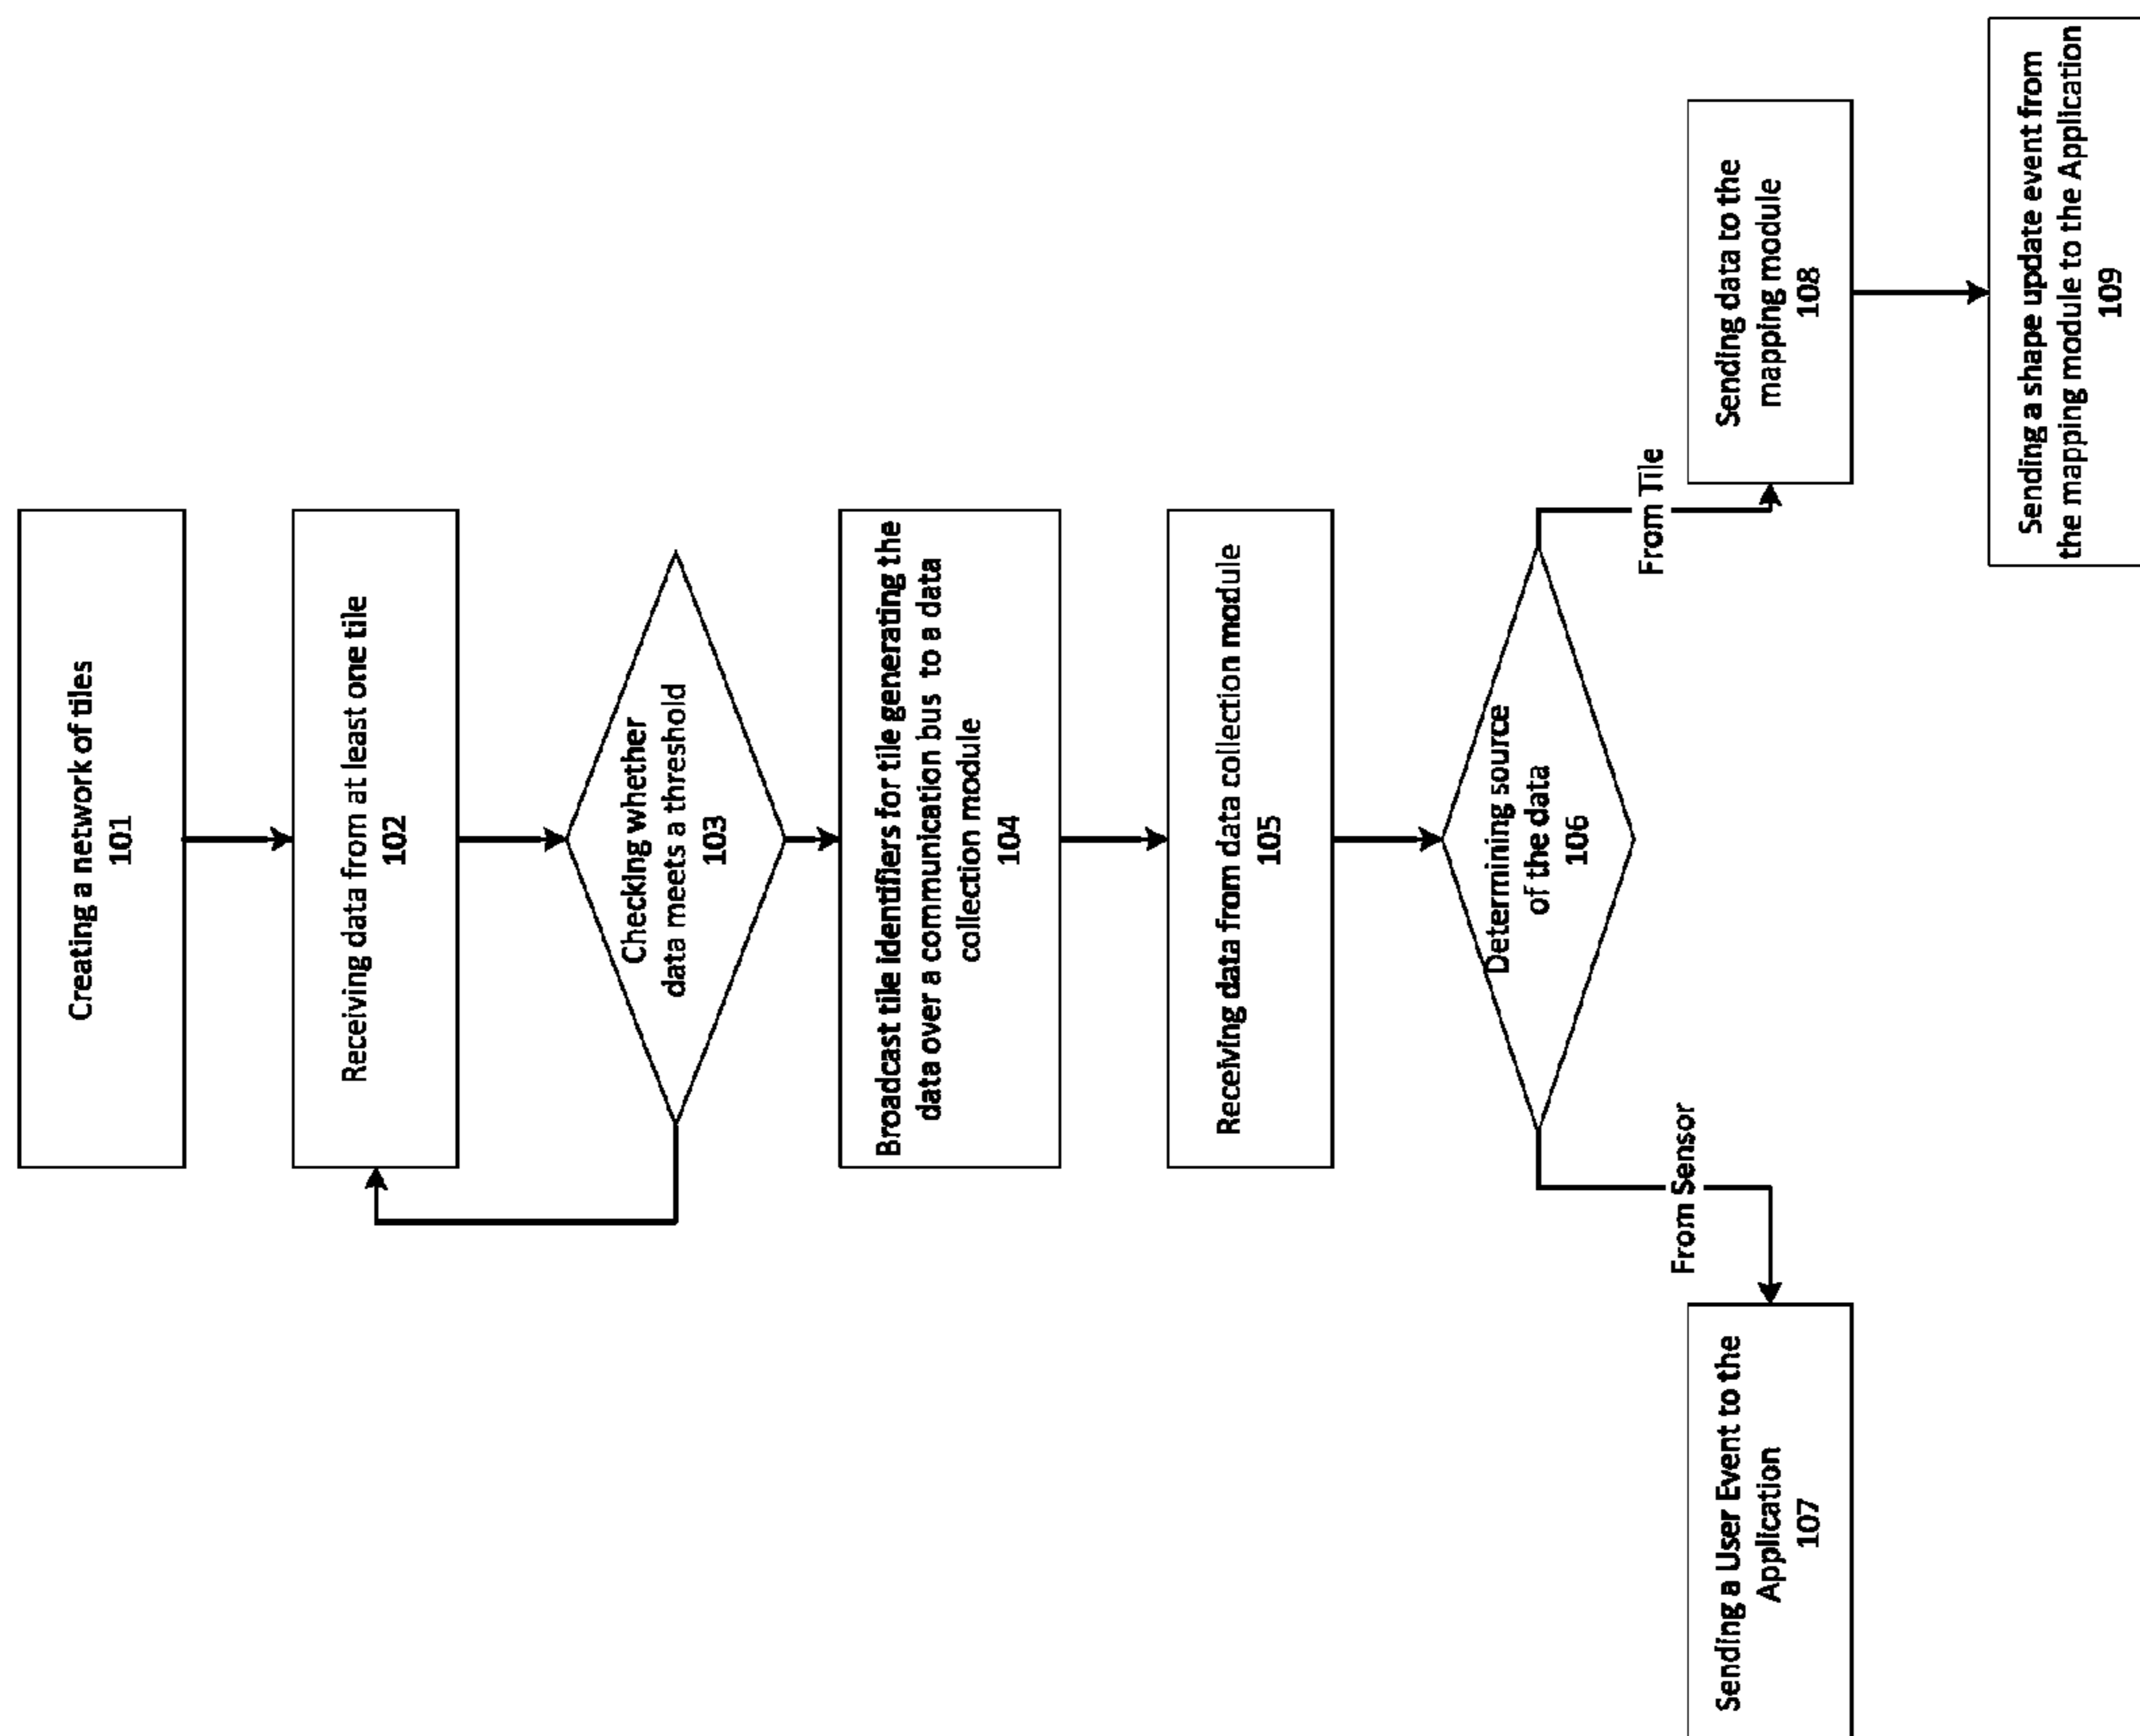 Creating a network of tiles
101
Receiving data from at least one tile
102
Checking whether
data meets a threshold
103
Broadcast tile identifiers for tile generating the
data over a communication bus to a data
collection module
104
Receiving data from data collection module
105
Determining source
of the data
106
From Sensor
From Tile
Sending a User Event to the
Application
107
Sending data to the
mapping module
108
Sending a shape update event from
the mapping module to the Application
109